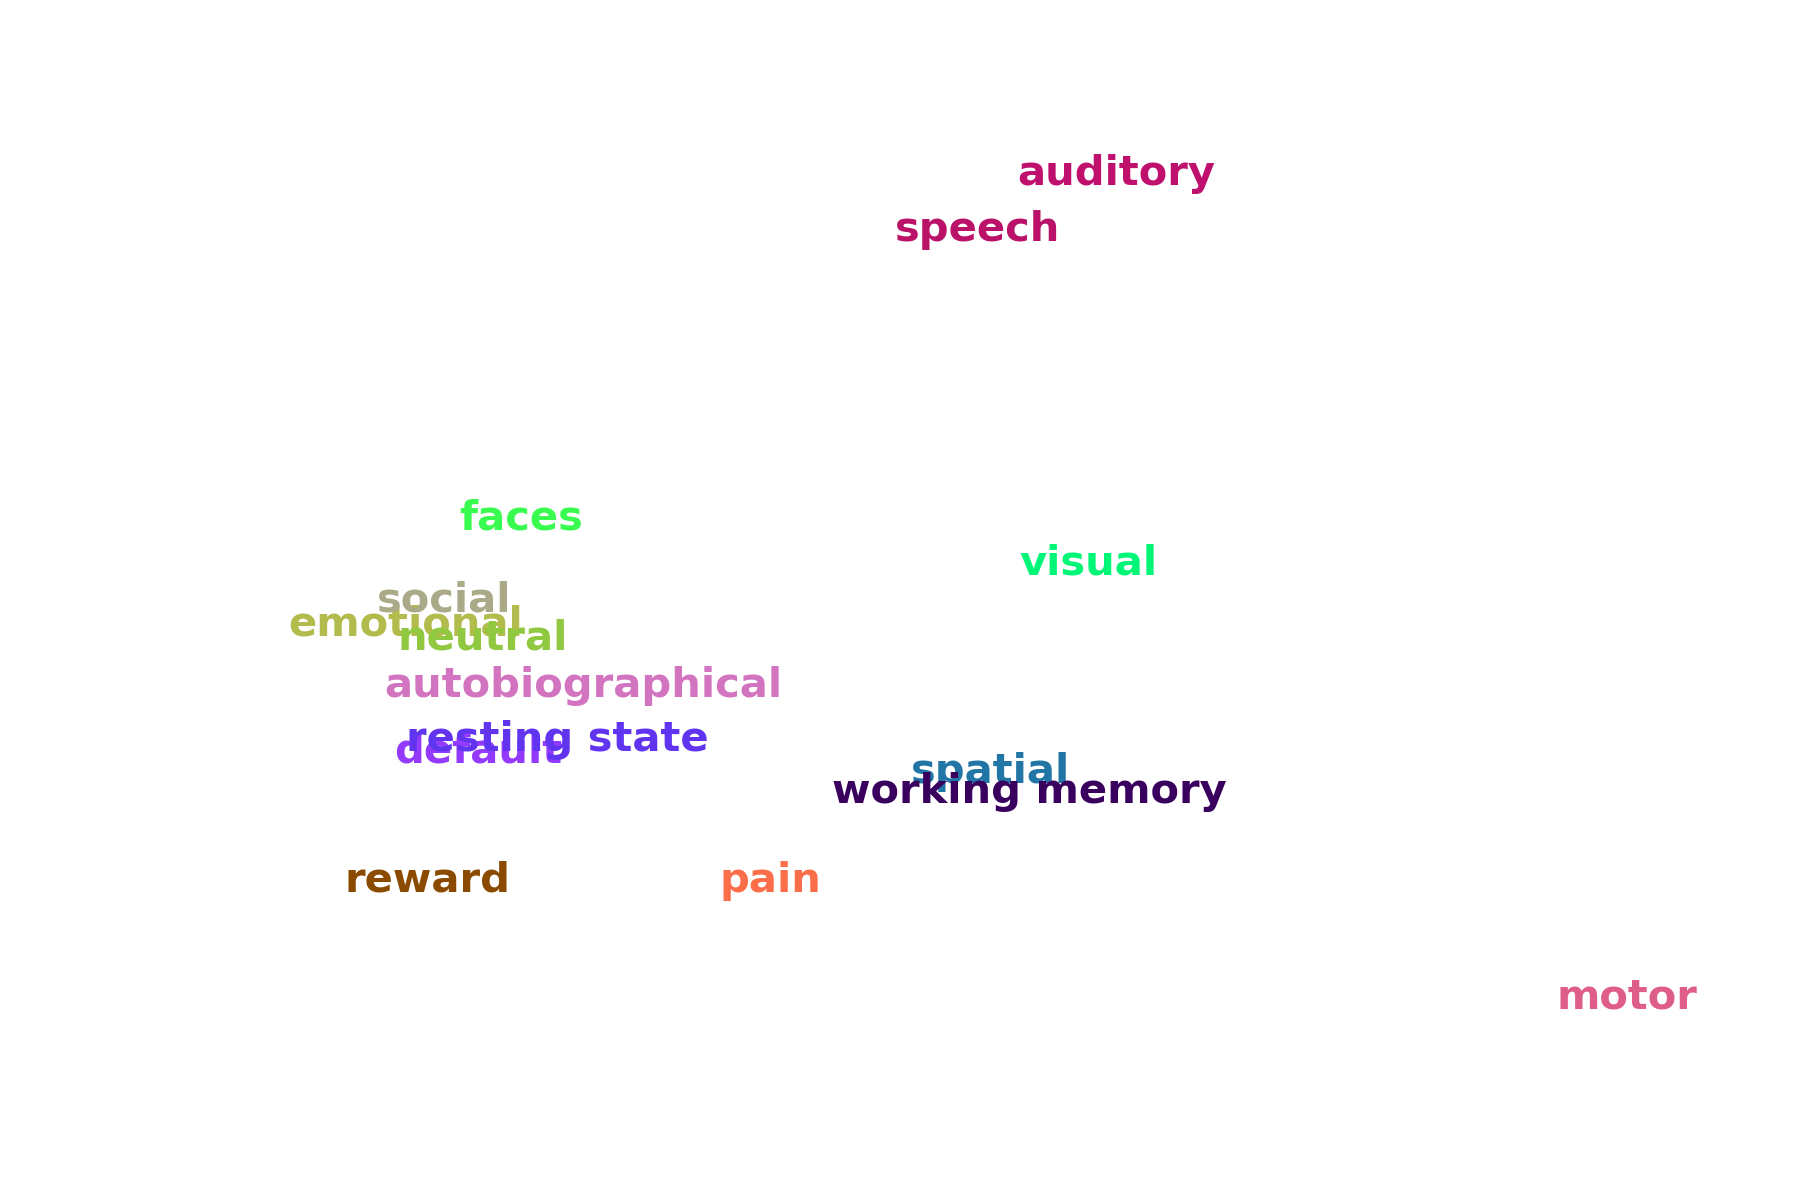 auditory
speech
faces
visual
social
emotional
neutral
autobiographical
resting state
default
spatial
working memory
reward
pain
motor